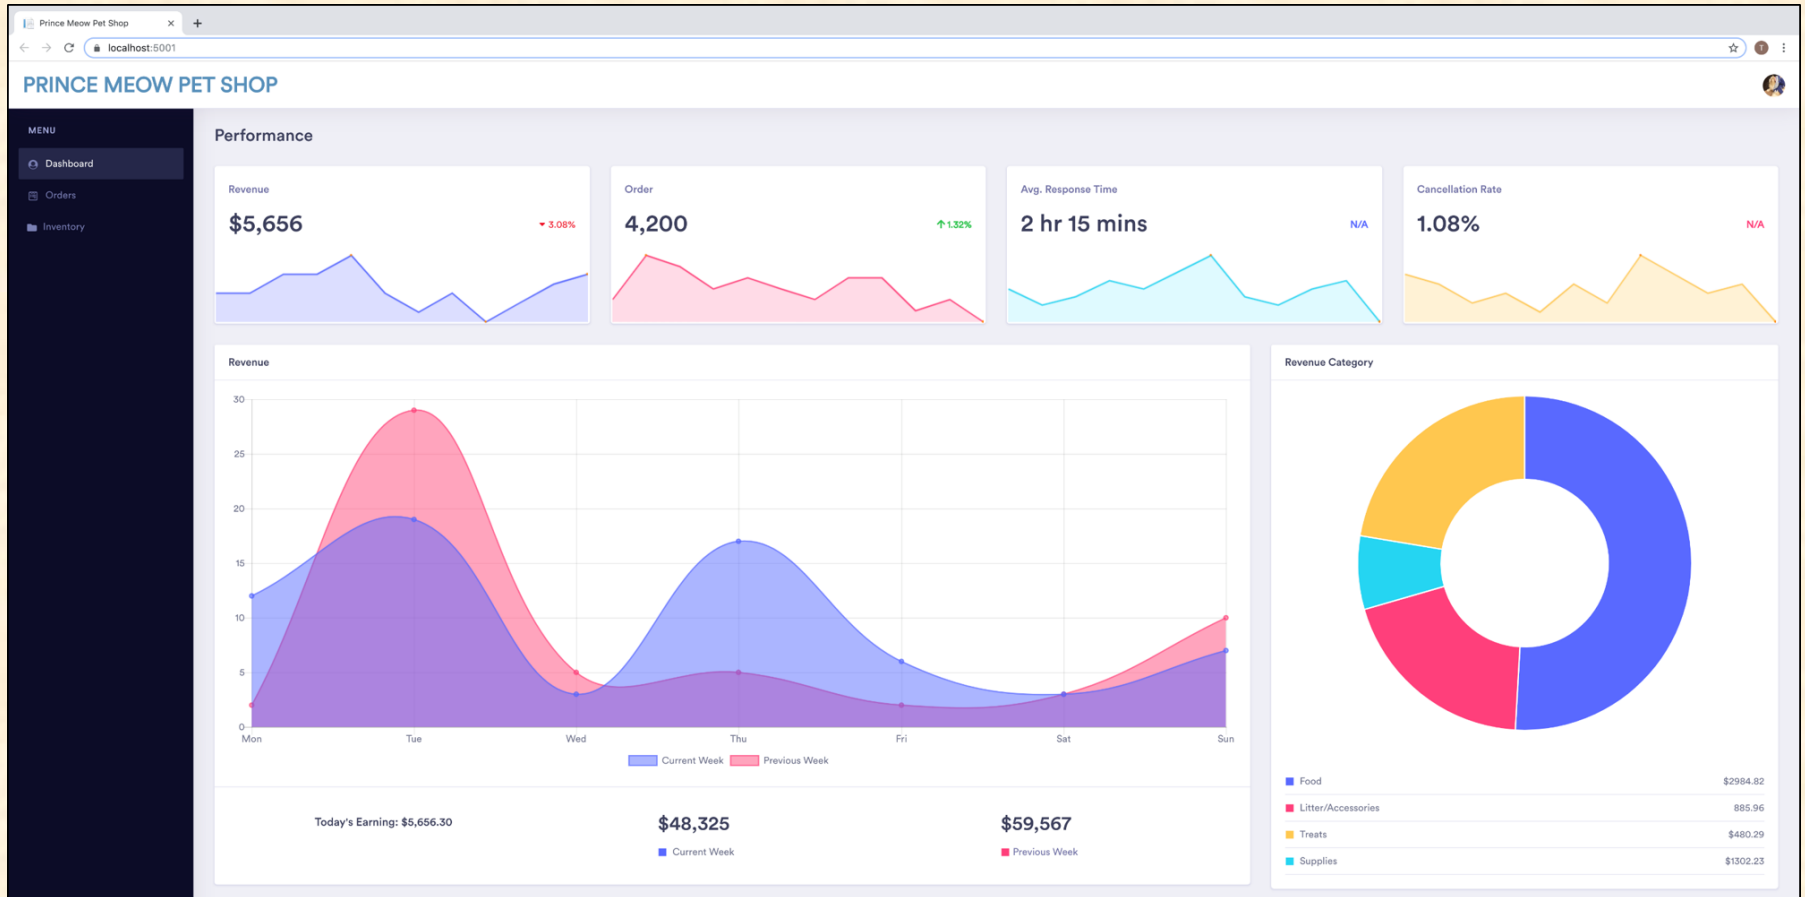 Prince Meow Pet Shop
localhost:5001
T
PRINCE MEOW PET SHOP
MENU
Dashboard
Orders
Inventory
Performance
Revenue
$5,656
3.08%
Order
4,200
1.32%
Avg. Response Time
2 hr 15 mins
N/A
Cancellation Rate
1.08%
N/A
Revenue
30
25
20
15
10
5
0
Mon Tue Wed Thu Fri Sat Sun
Current Week Previous Week
Today's Earning: $5,656.30
$48,325
Current Week
$59,567
Previous Week
Revenue Category
Food $2984.82
Litter/Accessories 885.96
Treats $480.29
Supplies $1302.23